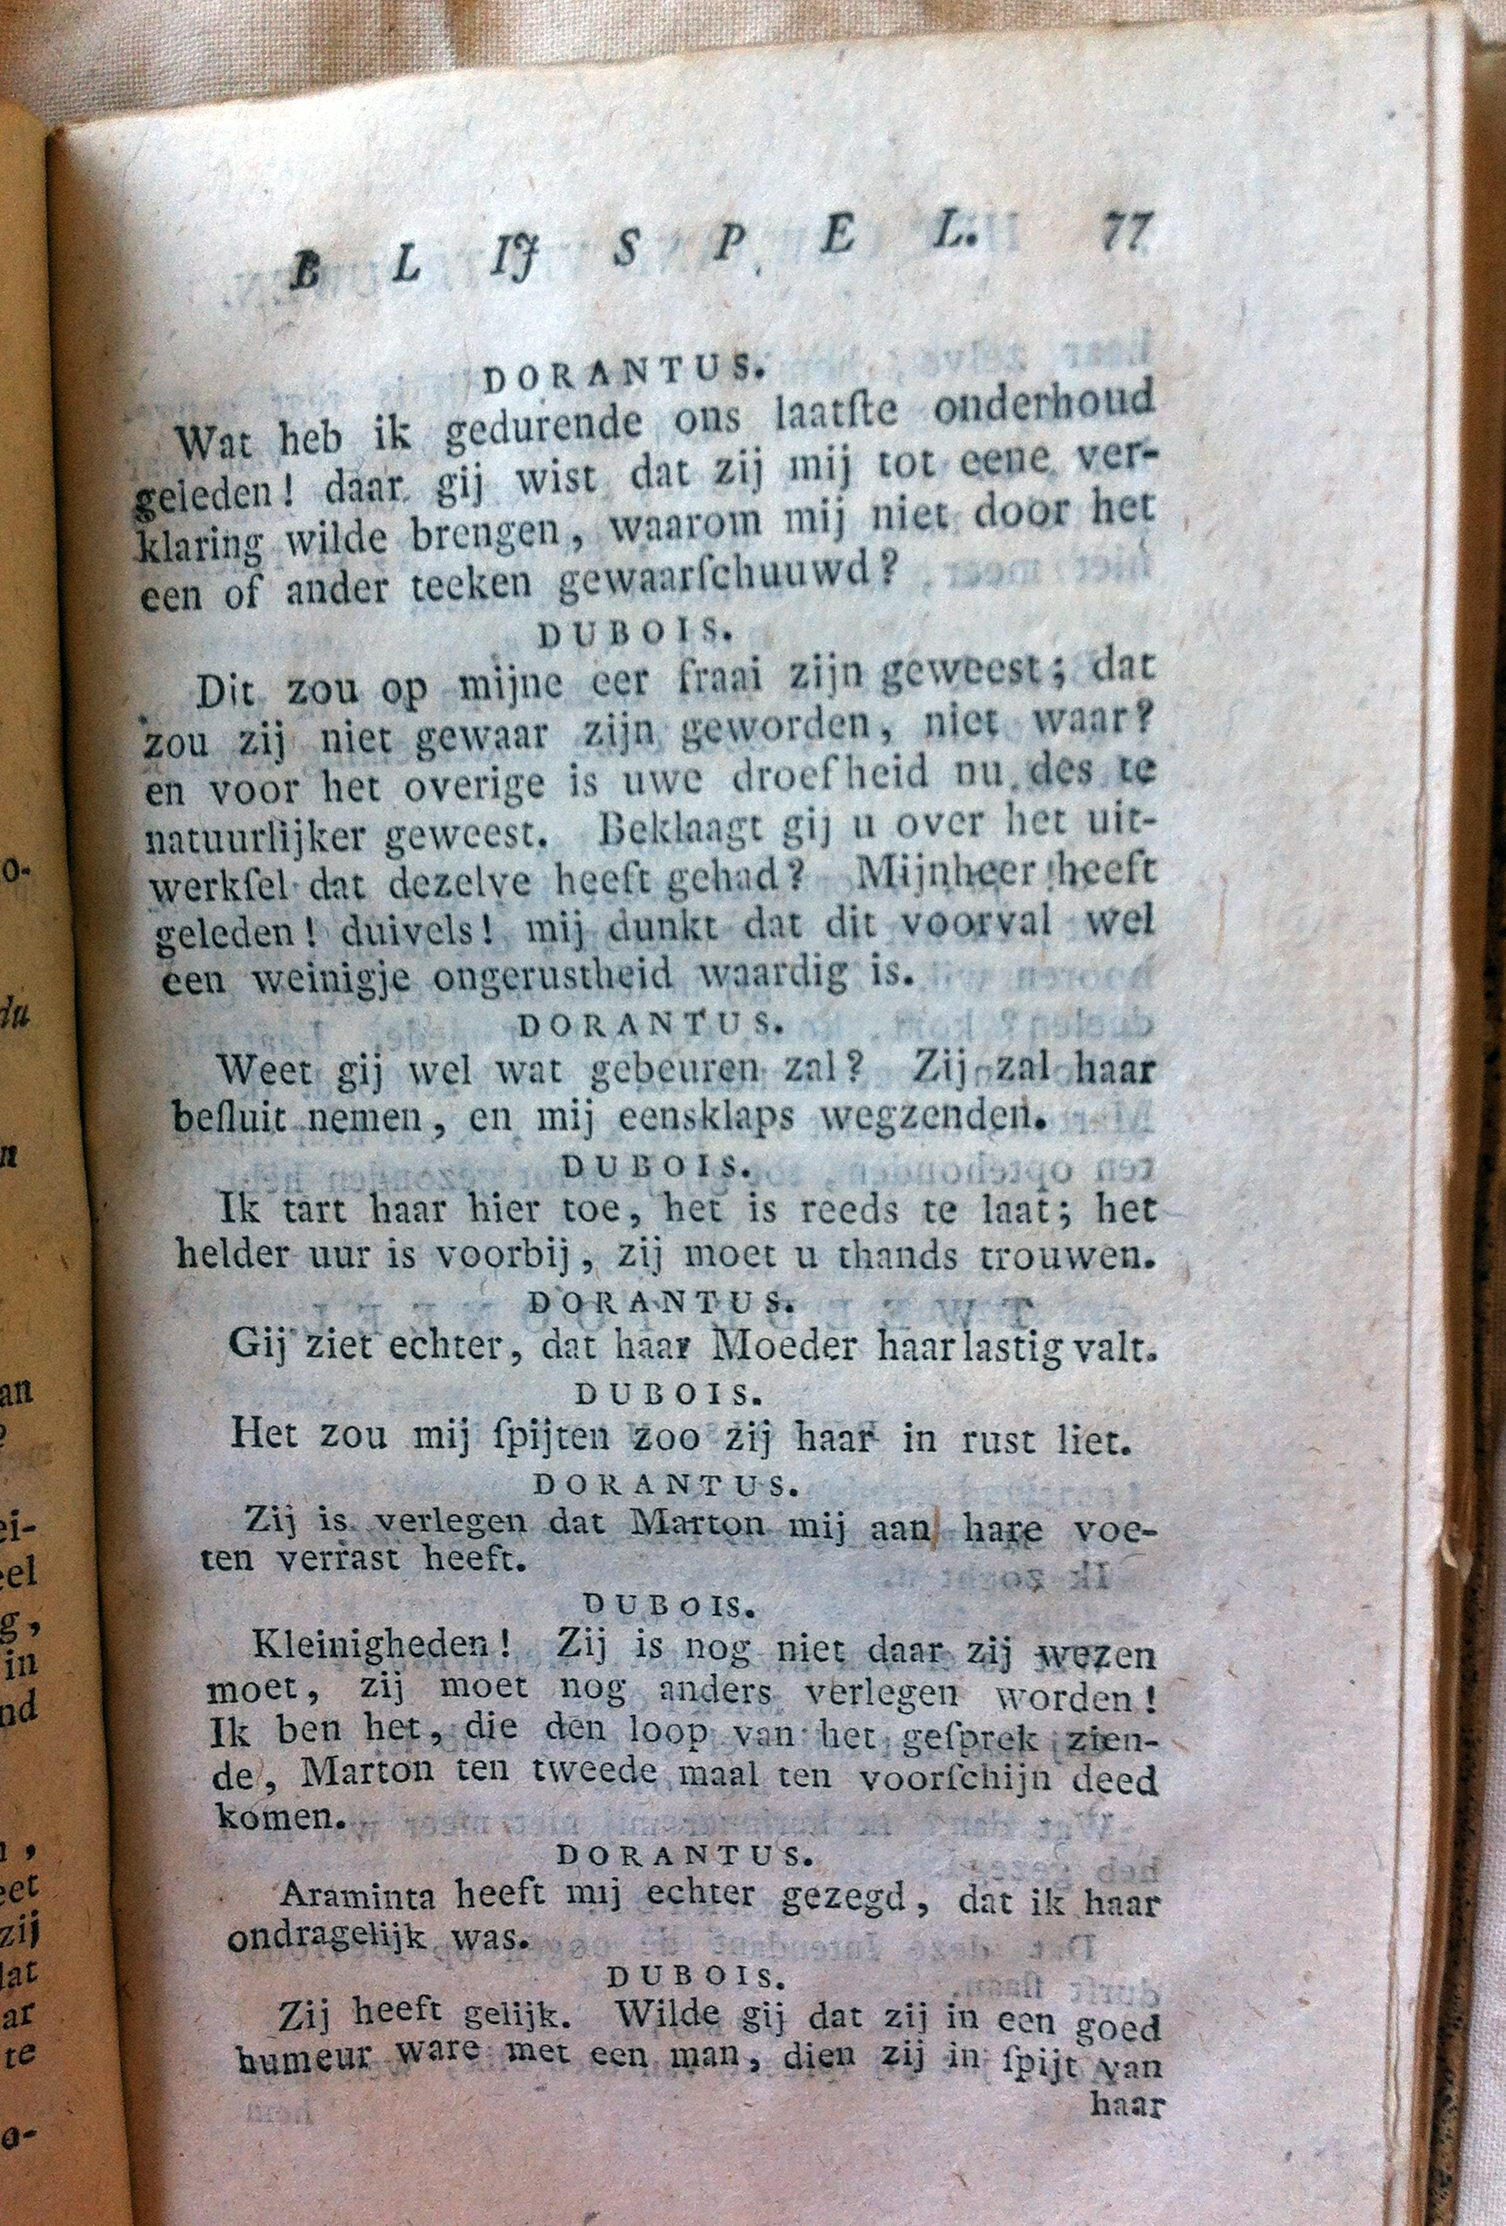 B L IJ S P E L. 77
DORANTUS.
Wat heb ik gedurende ons laatſte onderhoud
geleden! daar gij wist dat zij mij tot eene ver-
klaring wilde brengen, waarom mij niet door het
een of ander teeken gewaarſchuuwd?
DUBOIS.
Dit zou op mijne eer fraai zijn geweest; dat
zou zij niet gewaar zijn geworden, niet waar?
en voor het overige is uwe droefheid nu des te
natuurlijker geweest. Beklaagt gij u over het uit-
werkſel dat dezelve heeft gehad? Mijnheer heeft
geleden! duivels! mij dunkt dat dit voorval wel
een weinigje ongerustheid waardig is.
DORANTUS.
Weet gij wel wat gebeuren zal? Zij zal haar
beſluit nemen, en mij eensklaps wegzenden.
DUBOIS.
Ik tart haar hier toe, het is reeds te laat; het
helder uur is voorbij, zij moet u thands trouwen.
DORANTUS.
Gij ziet echter, dat haar Moeder haar lastig valt.
DUBOIS.
Het zou mij ſpijten zoo zij haar in rust liet.
DORANTUS.
Zij is verlegen dat Marton mij aan hare voe-
ten verrast heeft.
DUBOIS.
Kleinigheden! Zij is nog niet daar zij wezen
moet, zij moet nog anders verlegen worden!
Ik ben het, die den loop van het geſprek zien-
de, Marton ten tweede maal ten voorſchijn deed
komen.
DORANTUS.
Araminta heeft mij echter gezegd, dat ik haar
ondragelijk was.
DUBOIS.
Zij heeft gelijk. Wilde gij dat zij in een goed
humeur ware met een man, dien zij in ſpijt van
haar